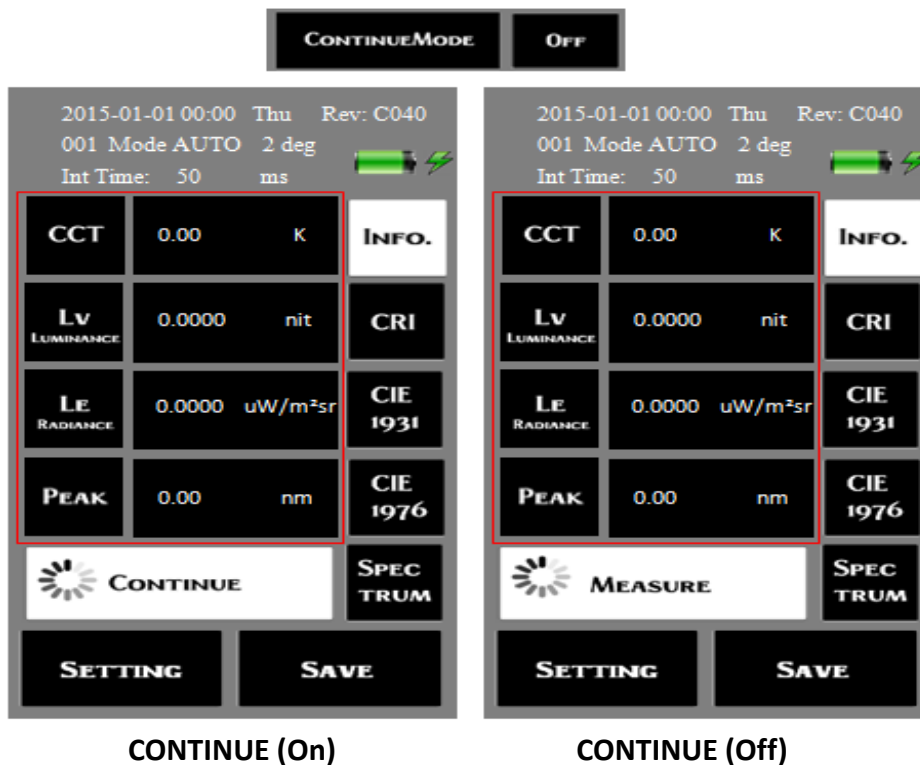 CONTINUEMODE OFF
2015-01-01 00:00 Thu Rev: C040
001 Mode AUTO 2 deg
Int Time: 50 ms
CCT 0.00 K INFO.
LV LUMINANCE 0.0000 nit CRI
LE RADIANCE 0.0000 uW/m²sr CIE 1931
PEAK 0.00 nm CIE 1976
CONTINUE SPEC TRUM
SETTING SAVE
CONTINUE (On)
2015-01-01 00:00 Thu Rev: C040
001 Mode AUTO 2 deg
Int Time: 50 ms
CCT 0.00 K INFO.
LV LUMINANCE 0.0000 nit CRI
LE RADIANCE 0.0000 uW/m²sr CIE 1931
PEAK 0.00 nm CIE 1976
MEASURE SPEC TRUM
SETTING SAVE
CONTINUE (Off)